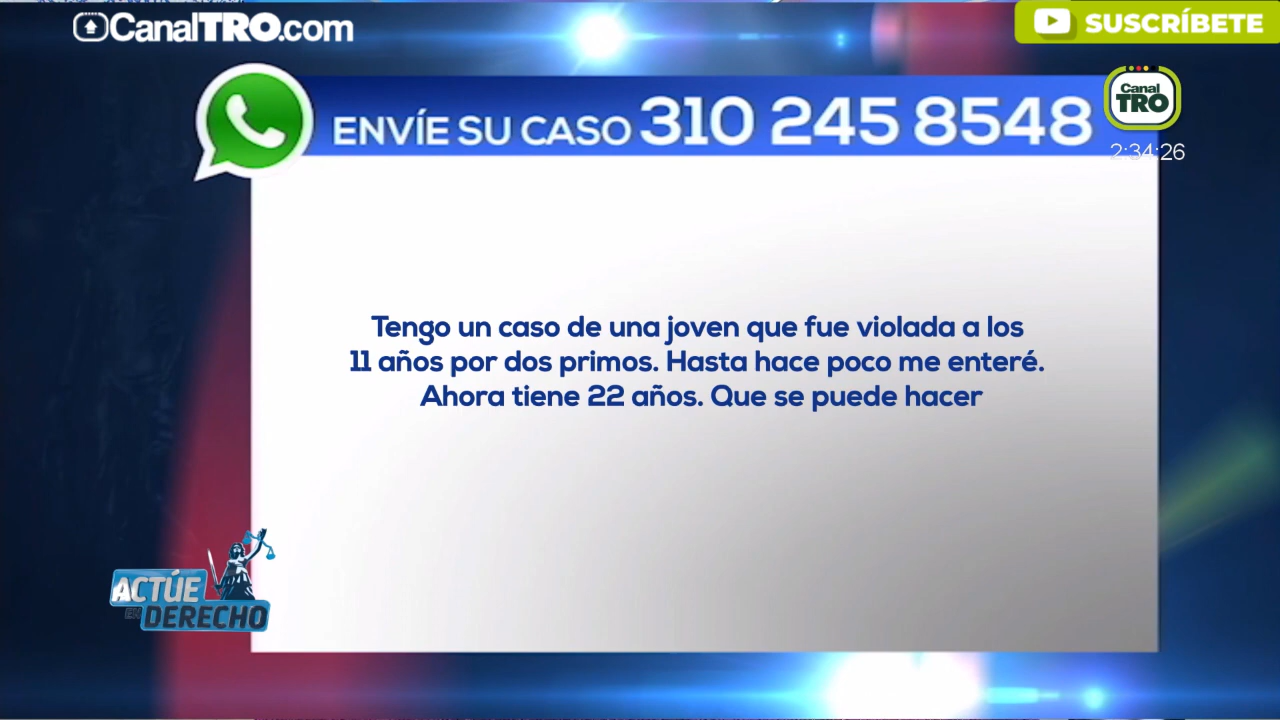 CanalTRO.com
SUSCRÍBETE
ENVÍE SU CASO 310 245 8548
Canal
TRO
2:34:26
Tengo un caso de una joven que fue violada a los
11 años por dos primos. Hasta hace poco me enteré.
Ahora tiene 22 años. Que se puede hacer
ACTÚE
EN DERECHO